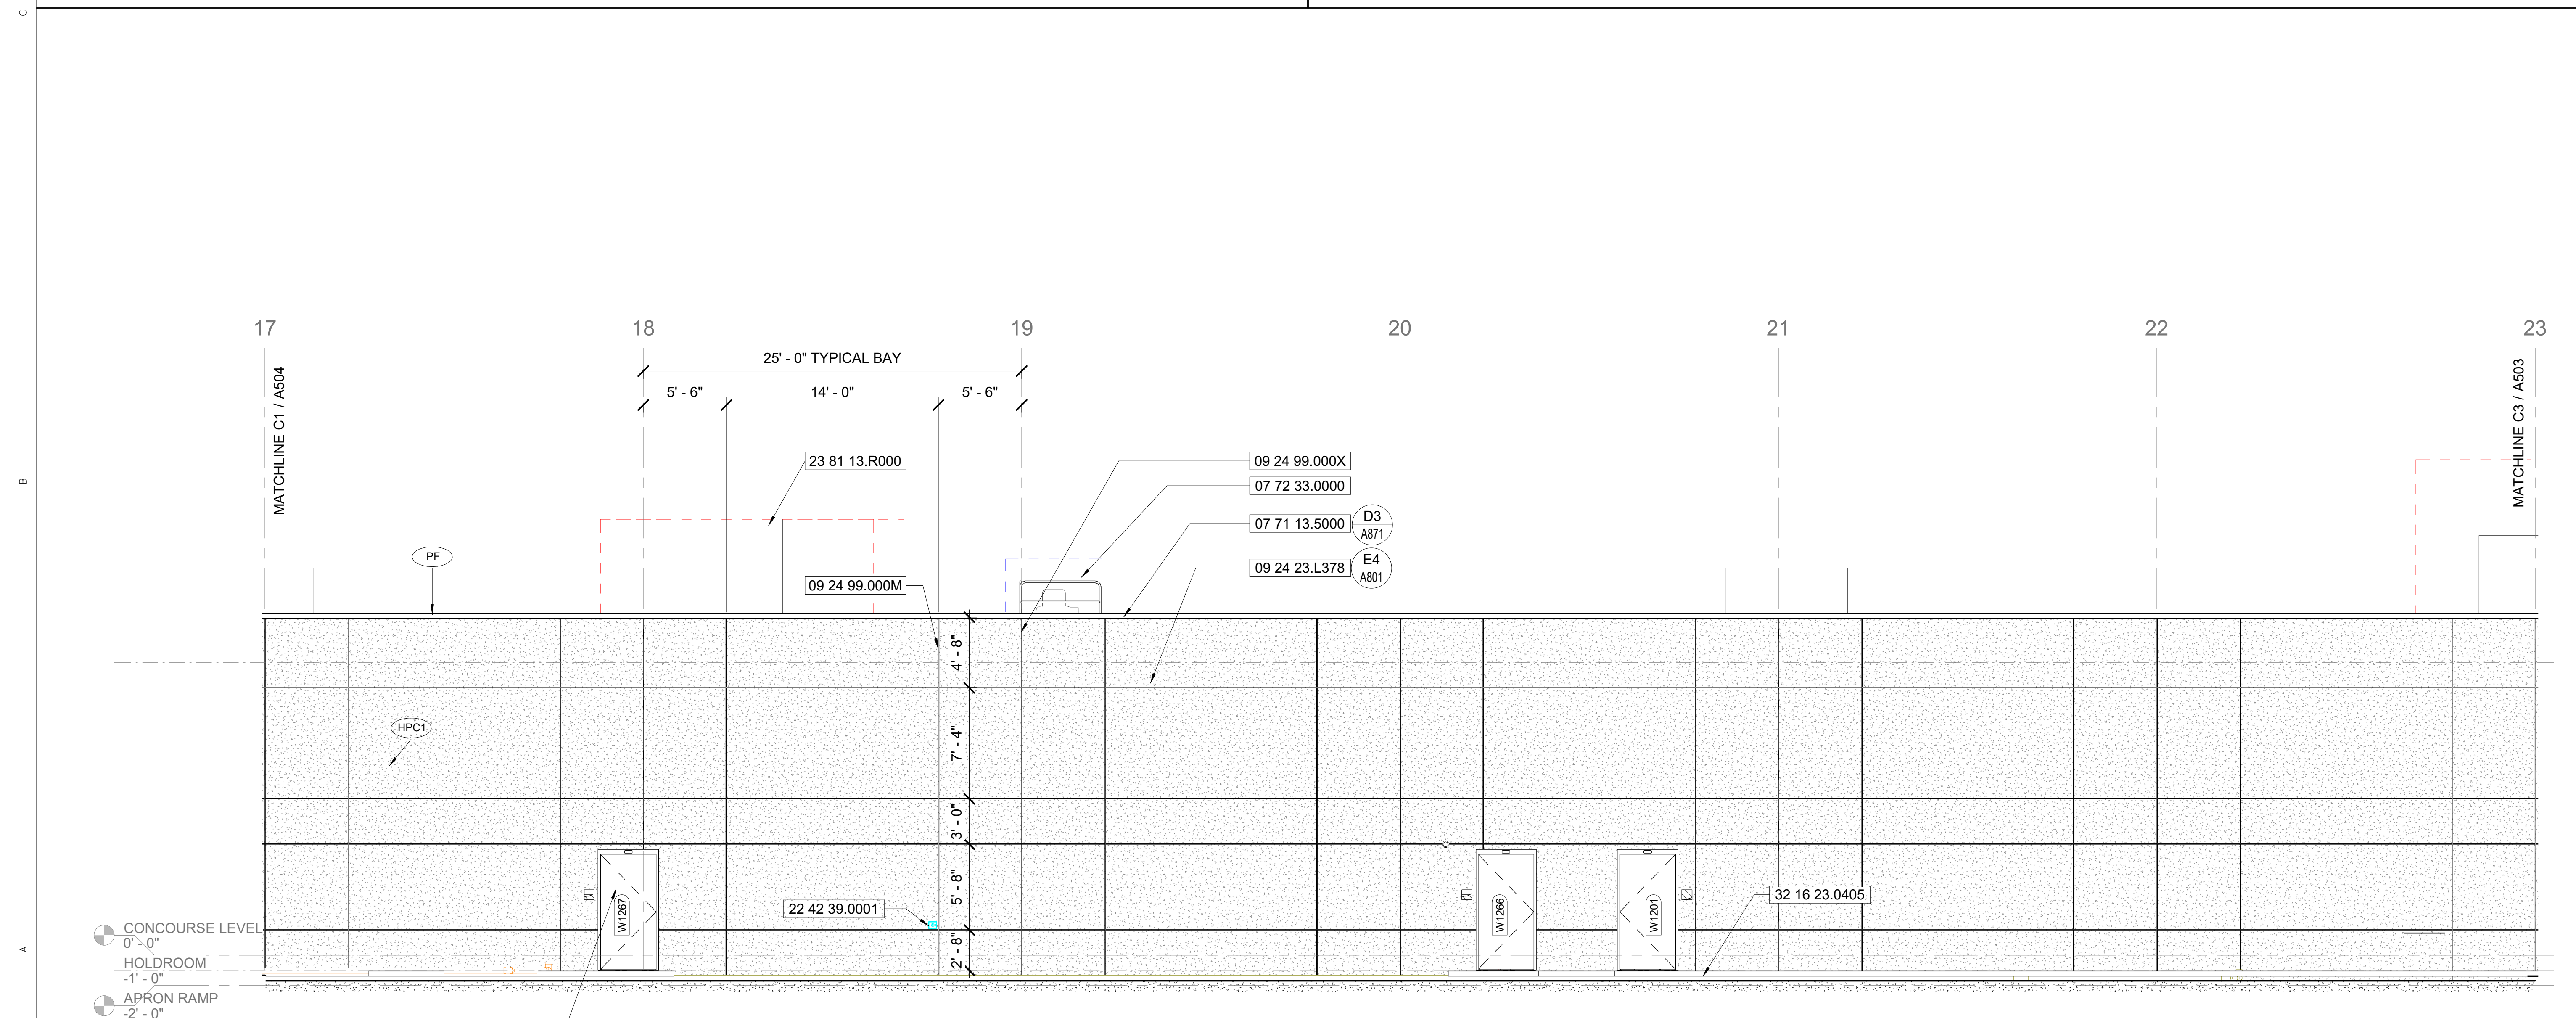 C
17
18
19
20
21
22
23
MATCHLINE C1 / A504
MATCHLINE C3 / A503
25' - 0" TYPICAL BAY
5' - 6"
14' - 0"
5' - 6"
23 81 13.R000
09 24 99.000X
07 72 33.0000
07 71 13.5000
D3
A871
09 24 23.L378
E4
A801
B
PF
09 24 99.000M
4' - 8"
HPC1
7' - 4"
3' - 0"
5' - 8"
2' - 8"
W1267
W1266
W1201
22 42 39.0001
32 16 23.0405
A
CONCOURSE LEVEL
0' - 0"
HOLDROOM
-1' - 0"
APRON RAMP
-2' - 0"